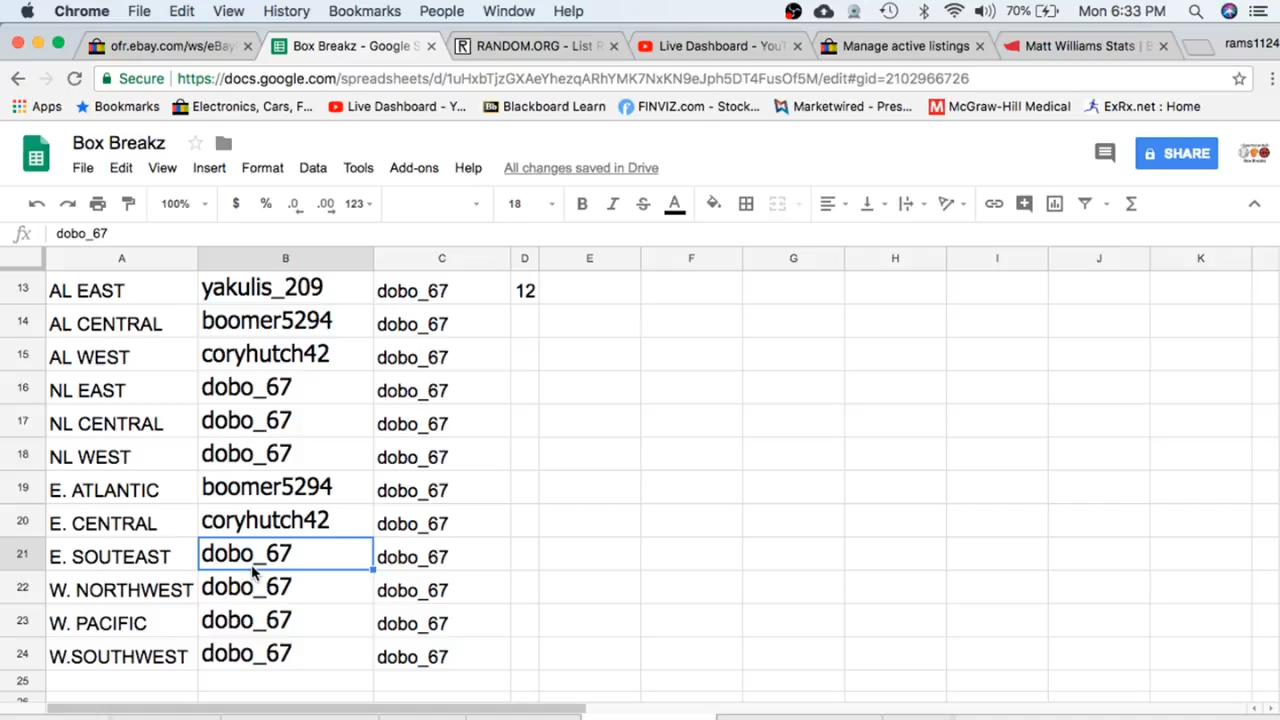 Chrome File Edit View History Bookmarks People Window Help 70% Mon 6:33 PM
ofr.ebay.com/ws/eBay Box Breakz - Google S RANDOM.ORG - List R Live Dashboard - YouT Manage active listings Matt Williams Stats | B rams1124
Secure https://docs.google.com/spreadsheets/d/1uHxbTjzGXAeYhezqARhYMK7NxKN9eJph5DT4FusOf5M/edit#gid=2102966726
Apps Bookmarks Electronics, Cars, F... Live Dashboard - Y... Bb Blackboard Learn FINVIZ.com - Stock... Marketwired - Pres... M McGraw-Hill Medical ExRx.net : Home
Box Breakz
File Edit View Insert Format Data Tools Add-ons Help All changes saved in Drive SHARE
100% $ % .0 .00 123 18 B I S A Σ
fx dobo_67
A B C D E F G H I J K
13 AL EAST yakulis_209 dobo_67 12
14 AL CENTRAL boomer5294 dobo_67
15 AL WEST coryhutch42 dobo_67
16 NL EAST dobo_67 dobo_67
17 NL CENTRAL dobo_67 dobo_67
18 NL WEST dobo_67 dobo_67
19 E. ATLANTIC boomer5294 dobo_67
20 E. CENTRAL coryhutch42 dobo_67
21 E. SOUTEAST dobo_67 dobo_67
22 W. NORTHWEST dobo_67 dobo_67
23 W. PACIFIC dobo_67 dobo_67
24 W.SOUTHWEST dobo_67 dobo_67
25